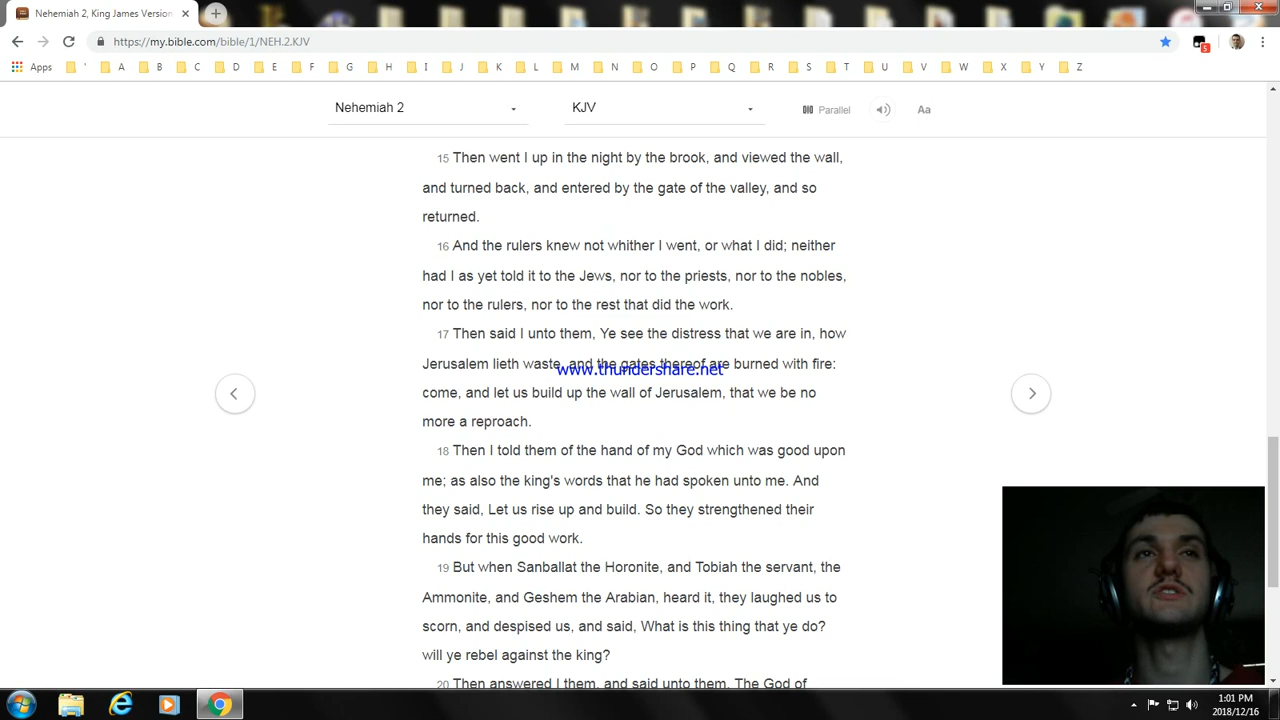 Nehemiah 2, King James Version
https://my.bible.com/bible/1/NEH.2.KJV
5
Apps ' A B C D E F G H I J K L M N O P Q R S T U V W X Y Z
Nehemiah 2 KJV Parallel Aa
15 Then went I up in the night by the brook, and viewed the wall,
and turned back, and entered by the gate of the valley, and so
returned.
16 And the rulers knew not whither I went, or what I did; neither
had I as yet told it to the Jews, nor to the priests, nor to the nobles,
nor to the rulers, nor to the rest that did the work.
17 Then said I unto them, Ye see the distress that we are in, how
Jerusalem lieth waste, and the gates thereof are burned with fire:
www.thundershare.net
come, and let us build up the wall of Jerusalem, that we be no
more a reproach.
18 Then I told them of the hand of my God which was good upon
me; as also the king's words that he had spoken unto me. And
they said, Let us rise up and build. So they strengthened their
hands for this good work.
19 But when Sanballat the Horonite, and Tobiah the servant, the
Ammonite, and Geshem the Arabian, heard it, they laughed us to
scorn, and despised us, and said, What is this thing that ye do?
will ye rebel against the king?
20 Then answered I them, and said unto them, The God of
1:01 PM
2018/12/16